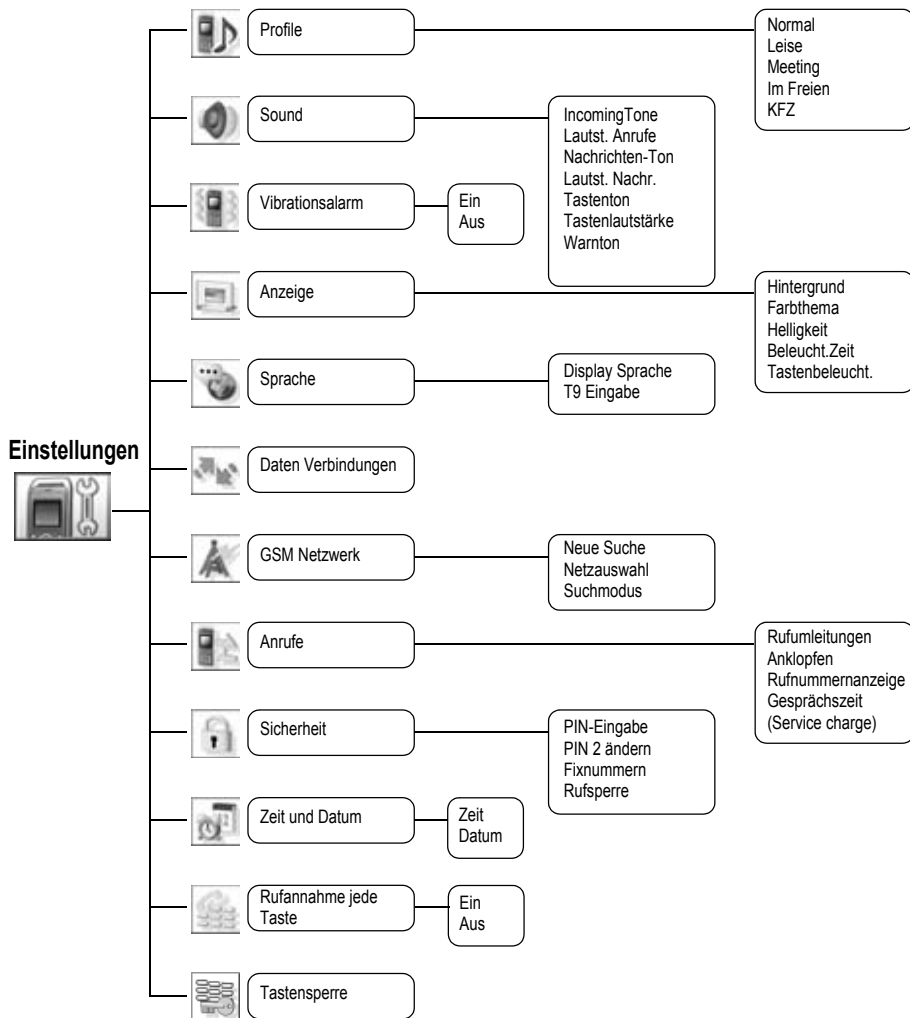 Profile
Normal
Leise
Meeting
Im Freien
KFZ
Sound
IncomingTone
Lautst. Anrufe
Nachrichten-Ton
Lautst. Nachr.
Tastenton
Tastenlautstärke
Warnton
Vibrationsalarm
Ein
Aus
Anzeige
Hintergrund
Farbthema
Helligkeit
Beleucht.Zeit
Tastenbeleucht.
Sprache
Display Sprache
T9 Eingabe
Einstellungen
Daten Verbindungen
GSM Netzwerk
Neue Suche
Netzauswahl
Suchmodus
Anrufe
Rufumleitungen
Anklopfen
Rufnummernanzeige
Gesprächszeit
(Service charge)
Sicherheit
PIN-Eingabe
PIN 2 ändern
Fixnummern
Rufsperre
Zeit und Datum
Zeit
Datum
Rufannahme jede
Taste
Ein
Aus
Tastensperre